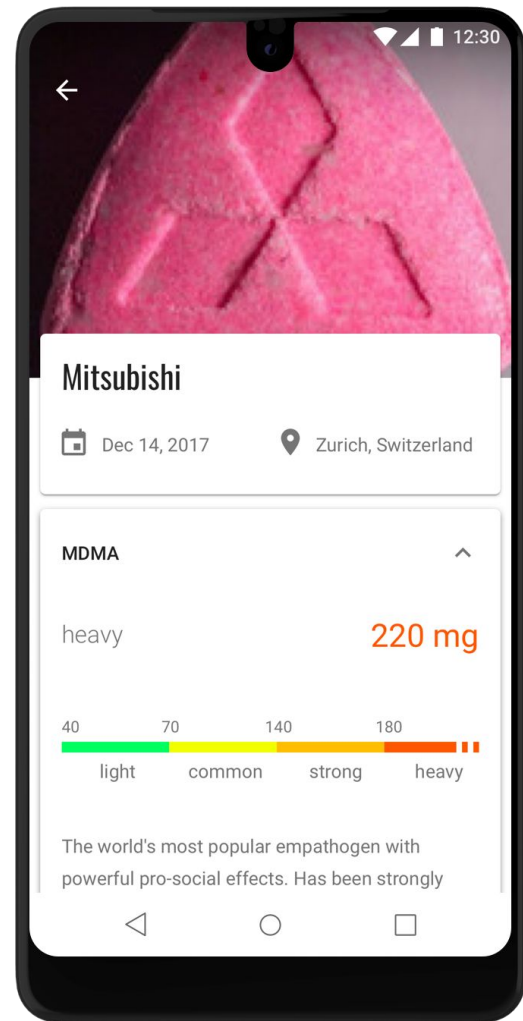 12:30
Mitsubishi
Dec 14, 2017 Zurich, Switzerland
MDMA
heavy 220 mg
40 70 140 180
light common strong heavy
The world's most popular empathogen with
powerful pro-social effects. Has been strongly